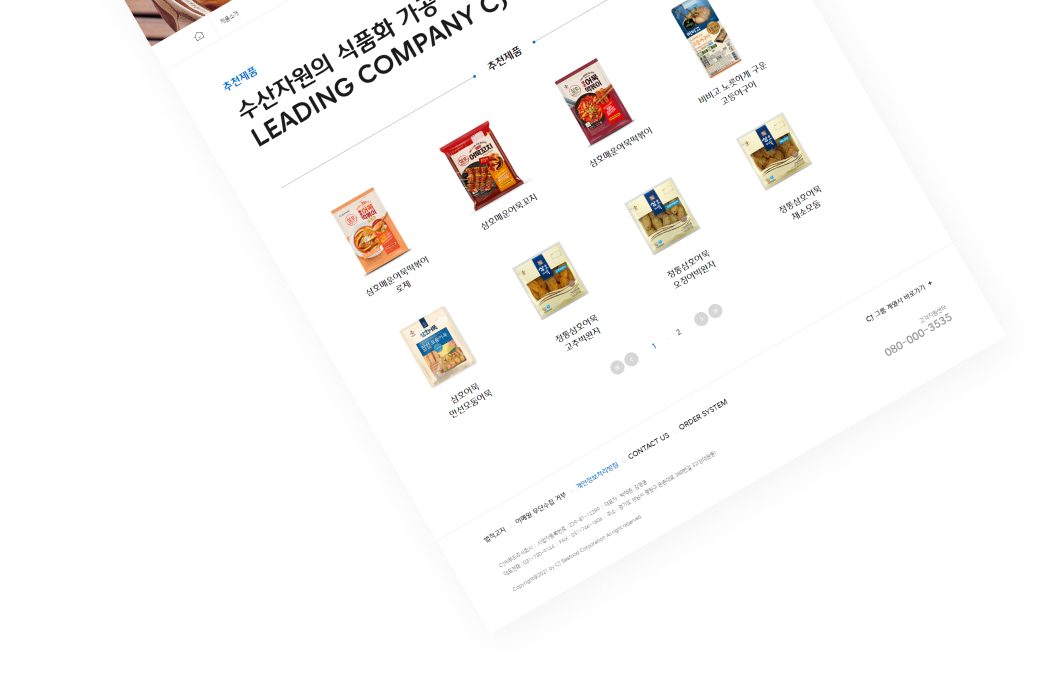 제품소개
추천제품
수산자원의 식품화 가공
LEADING COMPANY CJ
추천제품
삼호매운어묵떡볶이
로제
삼호매운어묵꼬치
삼호매운어묵떡볶이
비비고 노릇하게 구운
고등어구이
삼호어묵
만선모둠어묵
정통삼호어묵
고추박완자
정통삼호어묵
오징어박완자
정통삼호어묵
채소모둠
1
2
CJ 그룹 계열사 바로가기 +
고객지원센터
080-000-3535
법적고지
이메일 무단수집 거부
개인정보처리방침
CONTACT US
ORDER SYSTEM
Copyright©2021 by CJ Seafood Corporation All right reserved